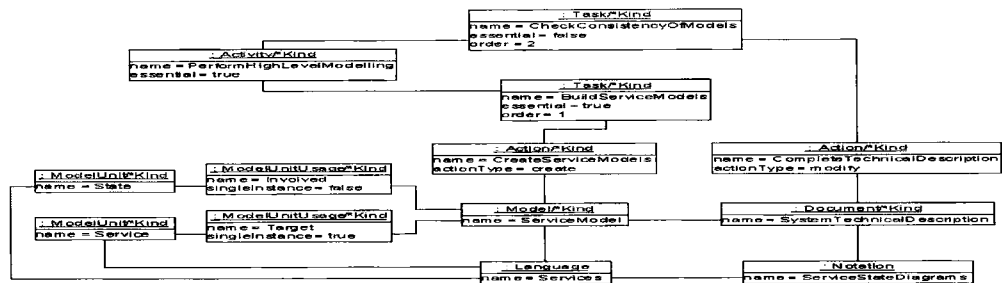 : Task/*Kind
name = CheckConsistencyOfModels
essential = false
order = 2
: Activity/*Kind
name = PerformHighLevelModelling
essential = true
: Task/*Kind
name = BuildServiceModels
essential = true
order = 1
: Action/*Kind
name = CreateServiceModels
actionType = create
: Action/*Kind
name = CompleteTechnicalDescription
actionType = modify
: ModelUnit/*Kind
name = State
: ModelUnitUsage/*Kind
name = Involved
singleInstance = false
: ModelUnit/*Kind
name = Service
: ModelUnitUsage/*Kind
name = Target
singleInstance = true
: Model/*Kind
name = ServiceModel
: Document/*Kind
name = SystemTechnicalDescription
: Language
name = Services
: Notation
name = ServiceStateDiagrams